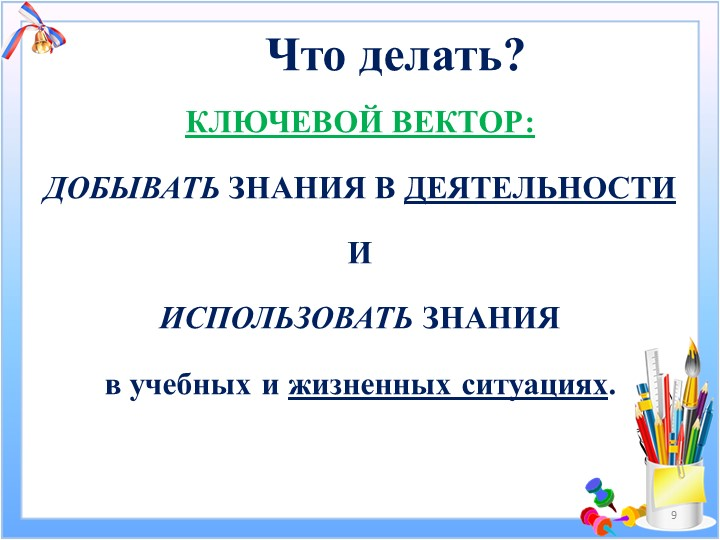 Что делать?
КЛЮЧЕВОЙ ВЕКТОР:
ДОБЫВАТЬ ЗНАНИЯ В ДЕЯТЕЛЬНОСТИ
И
ИСПОЛЬЗОВАТЬ ЗНАНИЯ
в учебных и жизненных ситуациях.
9